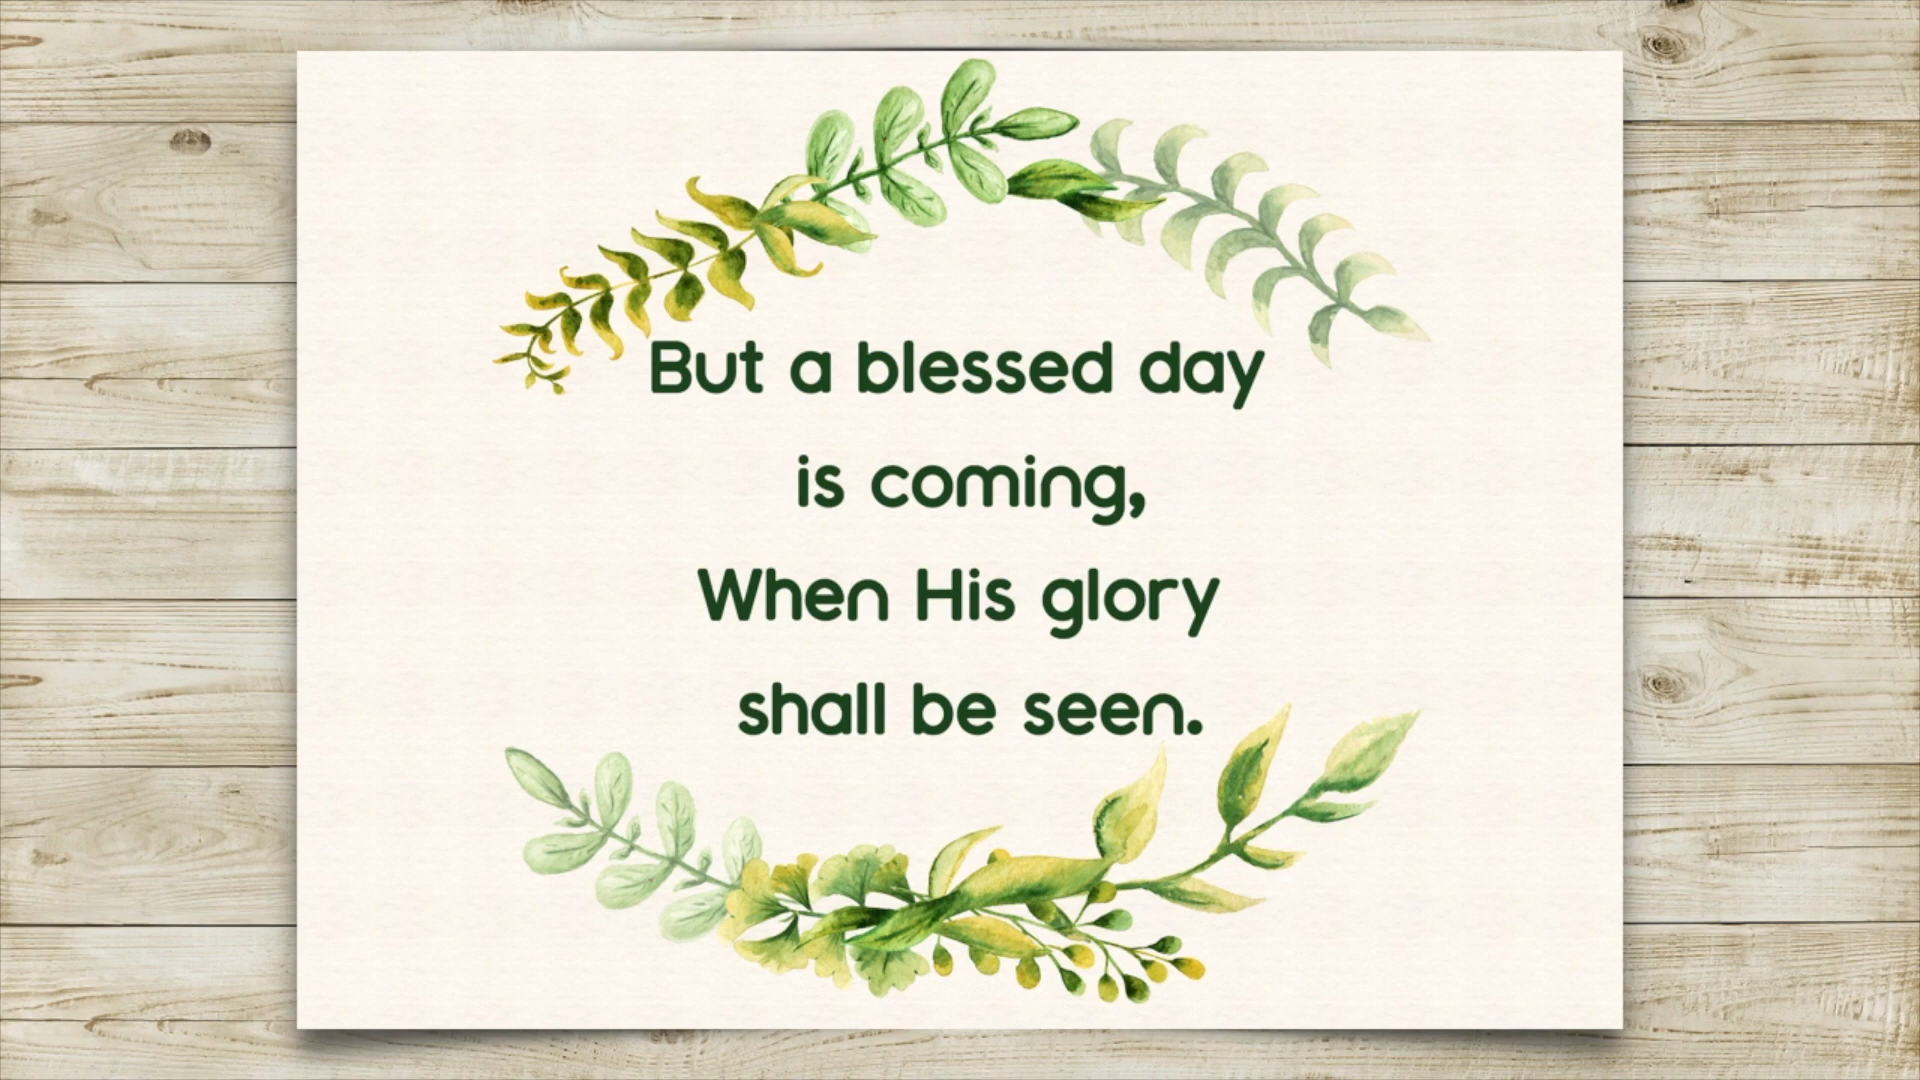 But a blessed day
is coming,
When His glory
shall be seen.